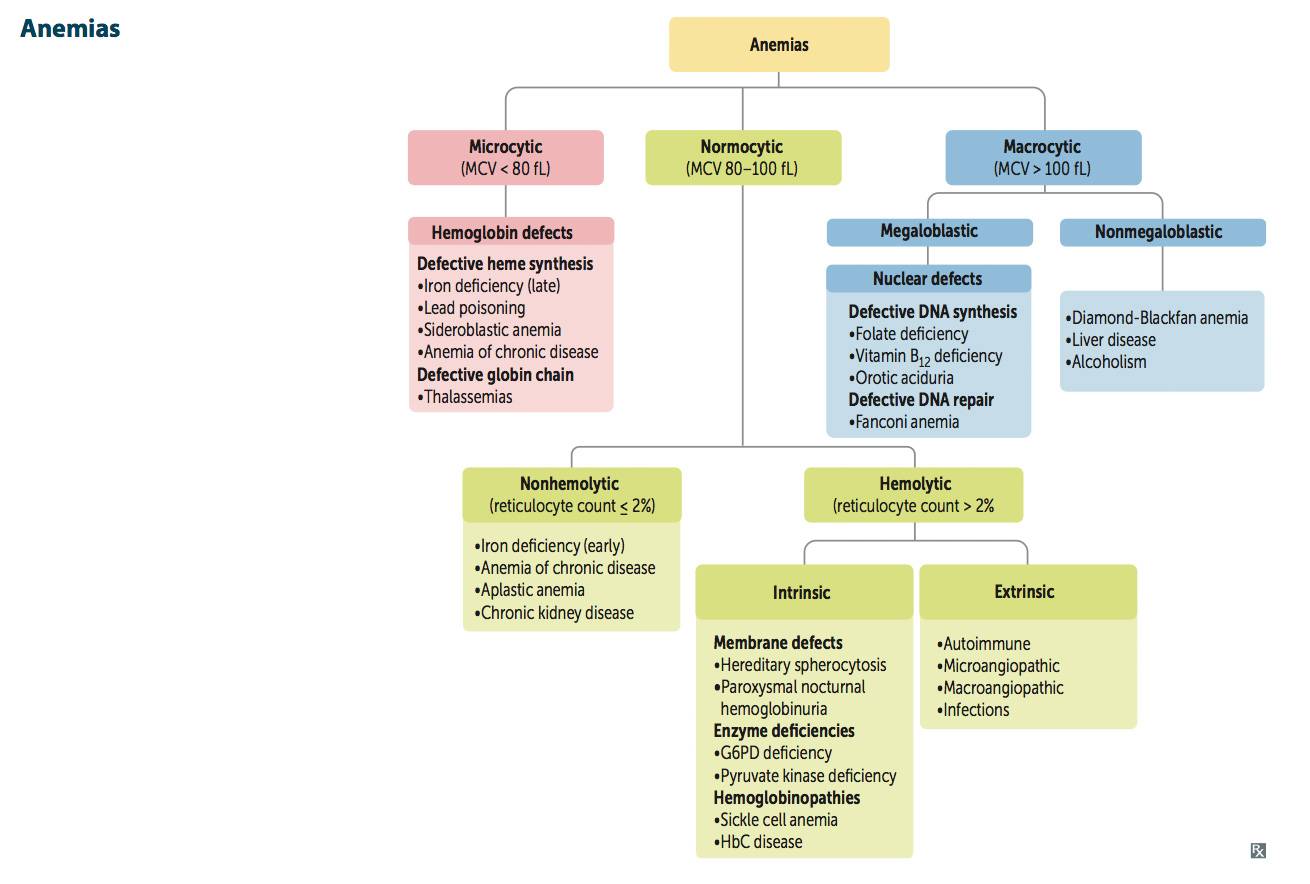 Anemias
Anemias
Microcytic
(MCV < 80 fL)
Normocytic
(MCV 80–100 fL)
Macrocytic
(MCV > 100 fL)
Hemoglobin defects
Defective heme synthesis
•Iron deficiency (late)
•Lead poisoning
•Sideroblastic anemia
•Anemia of chronic disease
Defective globin chain
•Thalassemias
Megaloblastic
Nuclear defects
Defective DNA synthesis
•Folate deficiency
•Vitamin B12 deficiency
•Orotic aciduria
Defective DNA repair
•Fanconi anemia
Nonmegaloblastic
•Diamond-Blackfan anemia
•Liver disease
•Alcoholism
Nonhemolytic
(reticulocyte count ≤ 2%)
•Iron deficiency (early)
•Anemia of chronic disease
•Aplastic anemia
•Chronic kidney disease
Hemolytic
(reticulocyte count > 2%
Intrinsic
Membrane defects
•Hereditary spherocytosis
•Paroxysmal nocturnal
hemoglobinuria
Enzyme deficiencies
•G6PD deficiency
•Pyruvate kinase deficiency
Hemoglobinopathies
•Sickle cell anemia
•HbC disease
Extrinsic
•Autoimmune
•Microangiopathic
•Macroangiopathic
•Infections
Rx